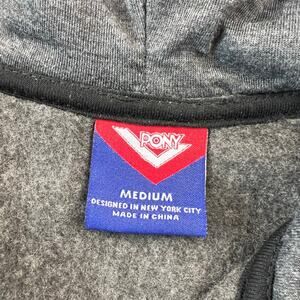 PONY
MEDIUM
DESIGNED IN NEW YORK CITY
MADE IN CHINA